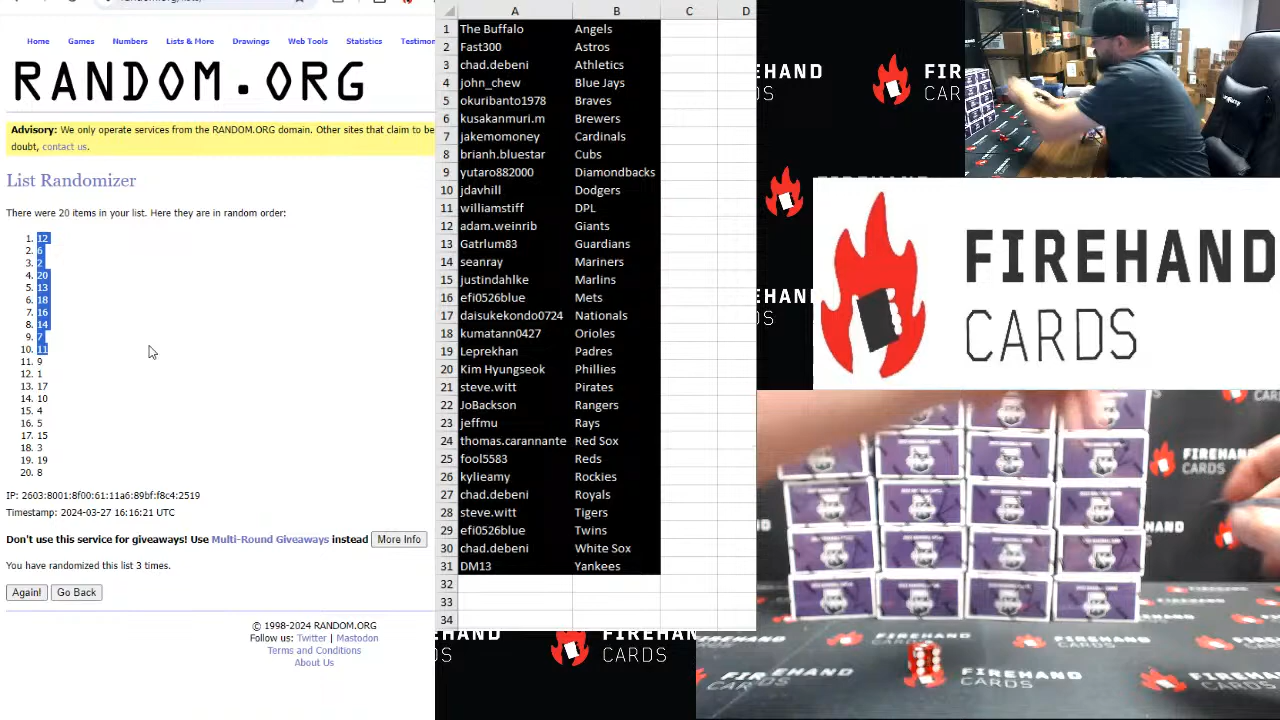 Home Games Numbers Lists & More Drawings Web Tools Statistics Testimor
RANDOM.ORG
Advisory: We only operate services from the RANDOM.ORG domain. Other sites that claim to be
doubt, contact us.
List Randomizer
There were 20 items in your list. Here they are in random order:
1. 12
2. 6
3. 2
4. 20
5. 13
6. 18
7. 16
8. 14
9. 7
10. 11
11. 9
12. 1
13. 17
14. 10
15. 4
16. 5
17. 15
18. 3
19. 19
20. 8
IP: 2603:8001:8f00:61:11a6:89bf:f8c4:2519
Timestamp: 2024-03-27 16:16:21 UTC
Don't use this service for giveaways! Use Multi-Round Giveaways instead More Info
You have randomized this list 3 times.
Again! Go Back
© 1998-2024 RANDOM.ORG
Follow us: Twitter | Mastodon
Terms and Conditions
About Us
A B C D
1 The Buffalo Angels
2 Fast300 Astros
3 chad.debeni Athletics
4 john_chew Blue Jays
5 okuribanto1978 Braves
6 kusakanmuri.m Brewers
7 jakemomoney Cardinals
8 brianh.bluestar Cubs
9 yutaro882000 Diamondbacks
10 jdavhill Dodgers
11 williamstiff DPL
12 adam.weinrib Giants
13 Gatrlum83 Guardians
14 seanray Mariners
15 justindahlke Marlins
16 efi0526blue Mets
17 daisukekondo0724 Nationals
18 kumatann0427 Orioles
19 Leprekhan Padres
20 Kim Hyungseok Phillies
21 steve.witt Pirates
22 JoBackson Rangers
23 jeffmu Rays
24 thomas.carannante Red Sox
25 fool5583 Reds
26 kylieamy Rockies
27 chad.debeni Royals
28 steve.witt Tigers
29 efi0526blue Twins
30 chad.debeni White Sox
31 DM13 Yankees
32
33
34
FIREHAND
CARDS
FIREHAND
CARDS